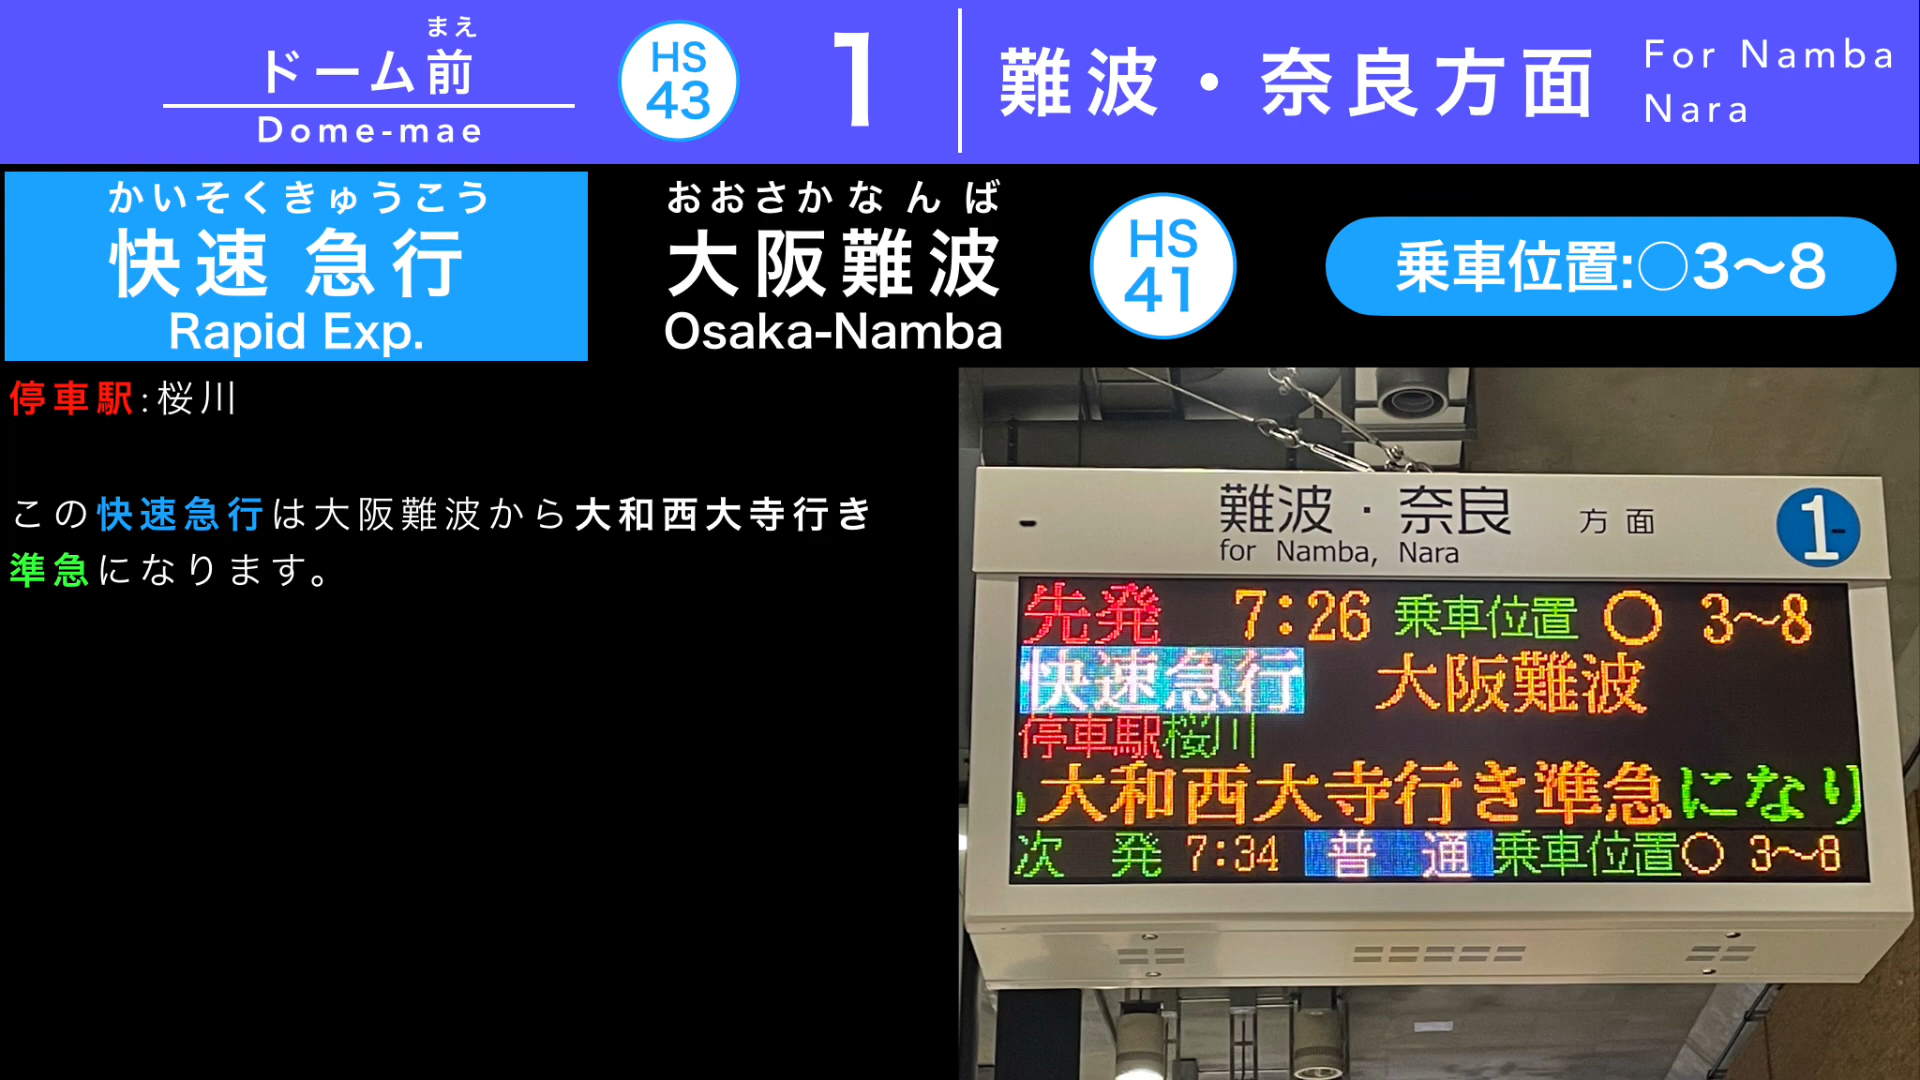 まえ
ドーム前
Dome-mae
HS
43
1
難波・奈良方面
For Namba
Nara
かいそくきゅうこう
快速 急行
Rapid Exp.
おおさかなんば
大阪難波
Osaka-Namba
HS
41
乗車位置:○3〜8
停車駅:桜川
この快速急行は大阪難波から大和西大寺行き
準急になります。
難波・奈良 方面
for Namba, Nara
1
先発 7:26 乗車位置 ○ 3〜8
快速急行 大阪難波
停車駅桜川
大和西大寺行き準急になり
次 発 7:34 普 通 乗車位置○ 3〜8